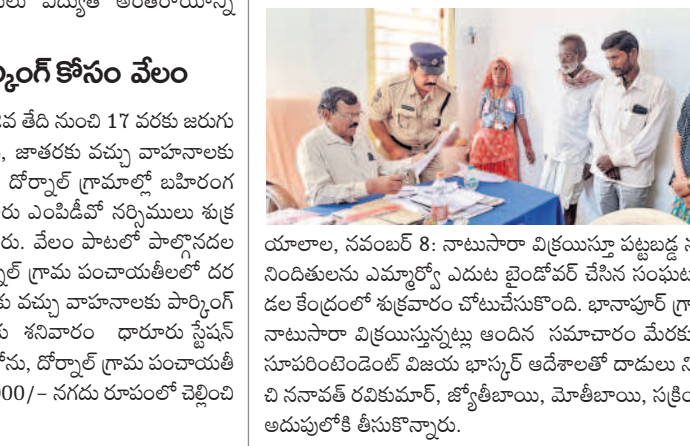 విద్యుత్ అంతరాయాన్ని
కోసం వేలం
వ తేది నుంచి 17 వరకు జరుగు
జాతరకు వచ్చు వాహనాలకు
దోర్నాల్ గ్రామాల్లో బహిరంగ
ఎంపిడీవో నర్సిములు శుక్ర
రు. వేలం పాటలో పాల్గొనదల
గ్రామ పంచాయతీలలో దర
కు వచ్చు వాహనాలకు పార్కింగ్
శనివారం ధారూరు స్టేషన్
దోర్నాల్ గ్రామ పంచాయతీ
000/– నగదు రూపంలో చెల్లించి
యాలాల, నవంబర్ 8: నాటుసారా విక్రయిస్తూ పట్టుబడ్డ
నిందితులను ఎమ్మార్వో ఎదుట బైండోవర్ చేసిన సంఘట
డల కేంద్రంలో శుక్రవారం చోటుచేసుకొంది. భానాపూర్ గ్రా
నాటుసారా విక్రయిస్తున్నట్లు ఆందిన సమాచారం మేరకు
సూపరింటెండెంట్ విజయ భాస్కర్ ఆదేశాలతో దాడులు ని
చి ననావత్ రవికుమార్, జ్యోతీబాయి, మోతీబాయి,
అదుపులోకి తీసుకొన్నారు.